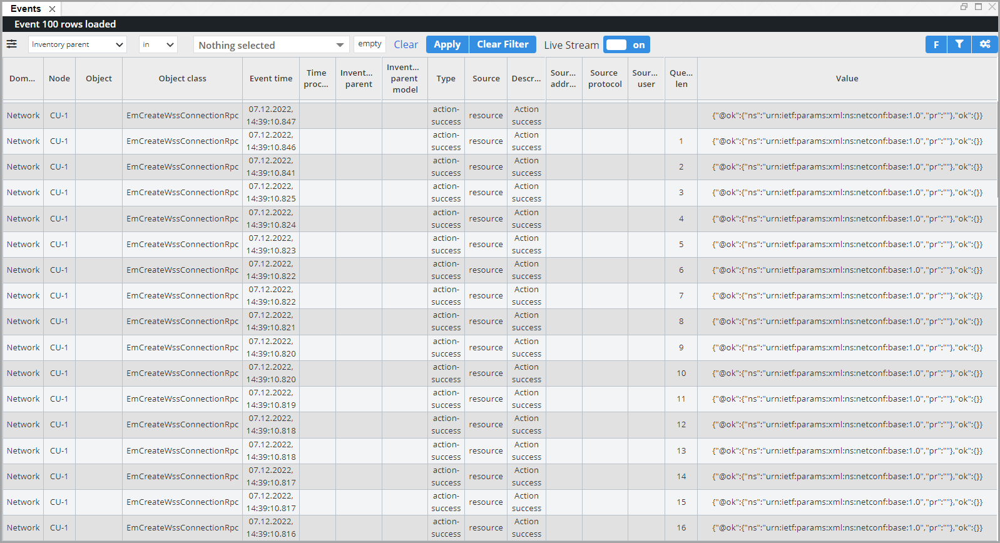 Events
Event 100 rows loaded
Inventory parent in Nothing selected empty Clear Apply Clear Filter Live Stream on F
Dom... Node Object Object class Event time Time proc... Invent... parent Invent... parent model Type Source Descr... Sour... addr... Source protocol Sour... user Que... len Value
Network CU-1 EmCreateWssConnectionRpc 07.12.2022, 14:39:10.847 action-success resource Action success {"@ok":{"ns":"urn:ietf:params:xml:ns:netconf:base:1.0","pr":""},"ok":{}}
Network CU-1 EmCreateWssConnectionRpc 07.12.2022, 14:39:10.846 action-success resource Action success 1 {"@ok":{"ns":"urn:ietf:params:xml:ns:netconf:base:1.0","pr":""},"ok":{}}
Network CU-1 EmCreateWssConnectionRpc 07.12.2022, 14:39:10.841 action-success resource Action success 2 {"@ok":{"ns":"urn:ietf:params:xml:ns:netconf:base:1.0","pr":""},"ok":{}}
Network CU-1 EmCreateWssConnectionRpc 07.12.2022, 14:39:10.825 action-success resource Action success 3 {"@ok":{"ns":"urn:ietf:params:xml:ns:netconf:base:1.0","pr":""},"ok":{}}
Network CU-1 EmCreateWssConnectionRpc 07.12.2022, 14:39:10.824 action-success resource Action success 4 {"@ok":{"ns":"urn:ietf:params:xml:ns:netconf:base:1.0","pr":""},"ok":{}}
Network CU-1 EmCreateWssConnectionRpc 07.12.2022, 14:39:10.823 action-success resource Action success 5 {"@ok":{"ns":"urn:ietf:params:xml:ns:netconf:base:1.0","pr":""},"ok":{}}
Network CU-1 EmCreateWssConnectionRpc 07.12.2022, 14:39:10.822 action-success resource Action success 6 {"@ok":{"ns":"urn:ietf:params:xml:ns:netconf:base:1.0","pr":""},"ok":{}}
Network CU-1 EmCreateWssConnectionRpc 07.12.2022, 14:39:10.822 action-success resource Action success 7 {"@ok":{"ns":"urn:ietf:params:xml:ns:netconf:base:1.0","pr":""},"ok":{}}
Network CU-1 EmCreateWssConnectionRpc 07.12.2022, 14:39:10.821 action-success resource Action success 8 {"@ok":{"ns":"urn:ietf:params:xml:ns:netconf:base:1.0","pr":""},"ok":{}}
Network CU-1 EmCreateWssConnectionRpc 07.12.2022, 14:39:10.820 action-success resource Action success 9 {"@ok":{"ns":"urn:ietf:params:xml:ns:netconf:base:1.0","pr":""},"ok":{}}
Network CU-1 EmCreateWssConnectionRpc 07.12.2022, 14:39:10.820 action-success resource Action success 10 {"@ok":{"ns":"urn:ietf:params:xml:ns:netconf:base:1.0","pr":""},"ok":{}}
Network CU-1 EmCreateWssConnectionRpc 07.12.2022, 14:39:10.819 action-success resource Action success 11 {"@ok":{"ns":"urn:ietf:params:xml:ns:netconf:base:1.0","pr":""},"ok":{}}
Network CU-1 EmCreateWssConnectionRpc 07.12.2022, 14:39:10.818 action-success resource Action success 12 {"@ok":{"ns":"urn:ietf:params:xml:ns:netconf:base:1.0","pr":""},"ok":{}}
Network CU-1 EmCreateWssConnectionRpc 07.12.2022, 14:39:10.818 action-success resource Action success 13 {"@ok":{"ns":"urn:ietf:params:xml:ns:netconf:base:1.0","pr":""},"ok":{}}
Network CU-1 EmCreateWssConnectionRpc 07.12.2022, 14:39:10.817 action-success resource Action success 14 {"@ok":{"ns":"urn:ietf:params:xml:ns:netconf:base:1.0","pr":""},"ok":{}}
Network CU-1 EmCreateWssConnectionRpc 07.12.2022, 14:39:10.817 action-success resource Action success 15 {"@ok":{"ns":"urn:ietf:params:xml:ns:netconf:base:1.0","pr":""},"ok":{}}
Network CU-1 EmCreateWssConnectionRpc 07.12.2022, 14:39:10.816 action-success resource Action success 16 {"@ok":{"ns":"urn:ietf:params:xml:ns:netconf:base:1.0","pr":""},"ok":{}}